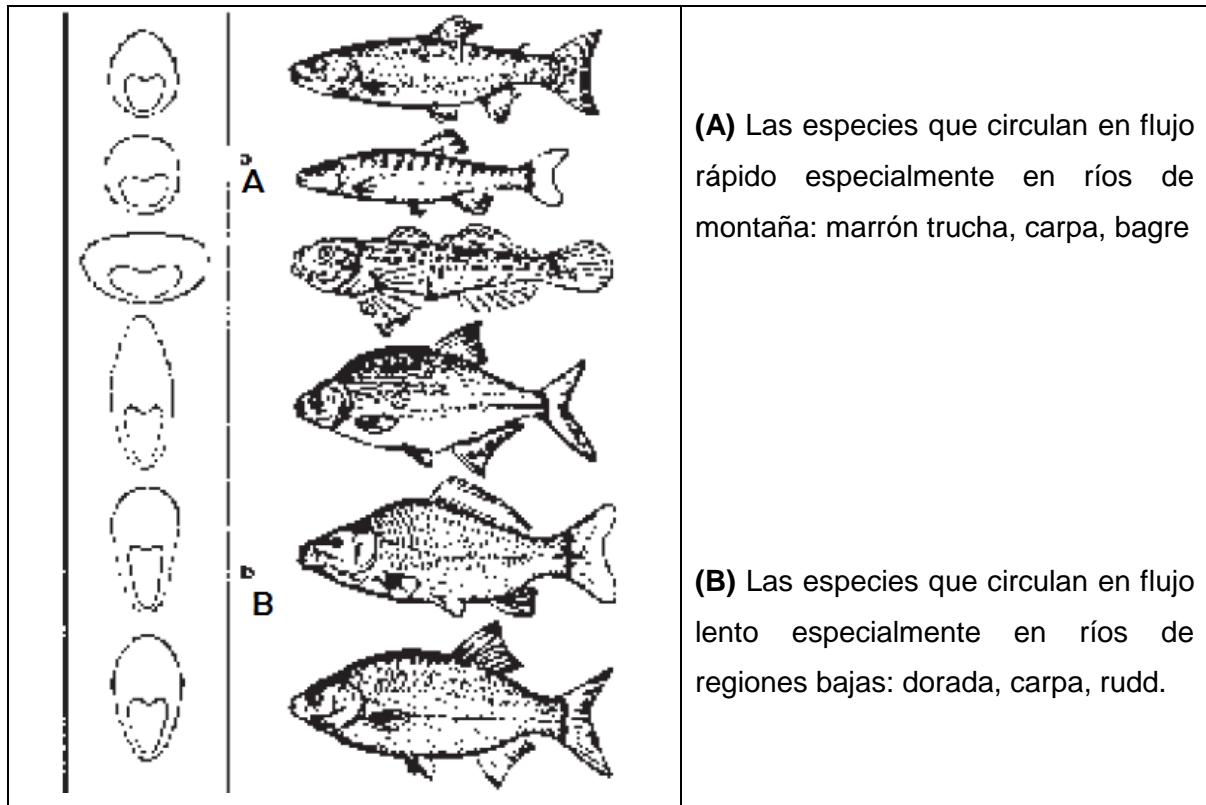 a
A
(A) Las especies que circulan en flujo
rápido especialmente en ríos de
montaña: marrón trucha, carpa, bagre
b
B
(B) Las especies que circulan en flujo
lento especialmente en ríos de
regiones bajas: dorada, carpa, rudd.